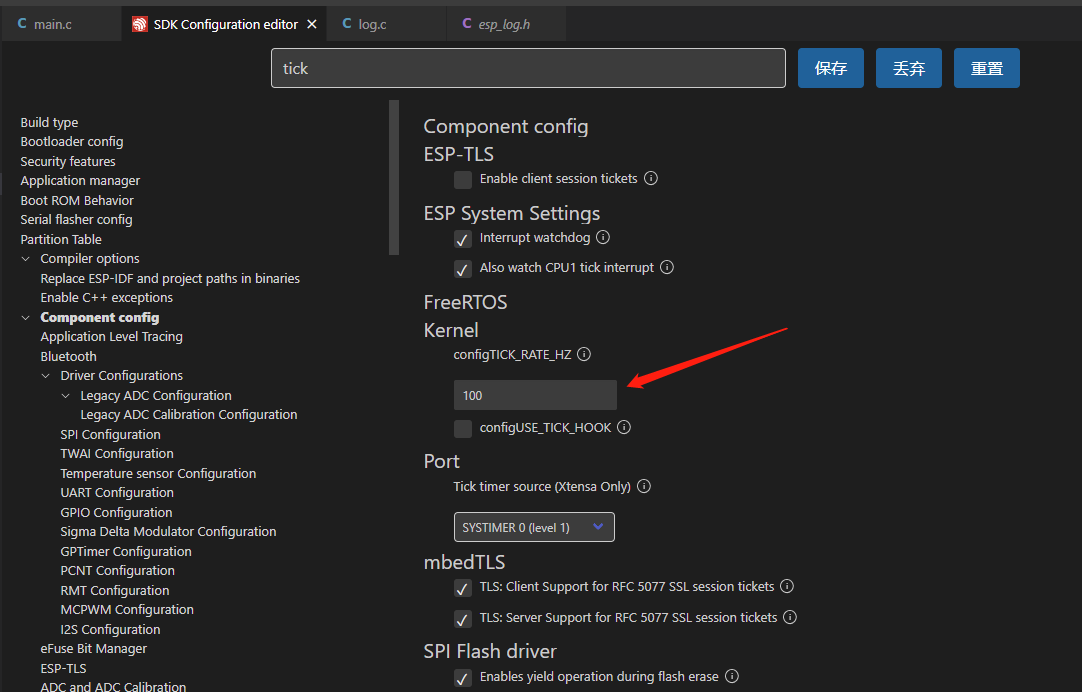 C main.c
SDK Configuration editor
C log.c
C esp_log.h
tick
保存
丢弃
重置
Build type
Bootloader config
Security features
Application manager
Boot ROM Behavior
Serial flasher config
Partition Table
Compiler options
Replace ESP-IDF and project paths in binaries
Enable C++ exceptions
Component config
Application Level Tracing
Bluetooth
Driver Configurations
Legacy ADC Configuration
Legacy ADC Calibration Configuration
SPI Configuration
TWAI Configuration
Temperature sensor Configuration
UART Configuration
GPIO Configuration
Sigma Delta Modulator Configuration
GPTimer Configuration
PCNT Configuration
RMT Configuration
MCPWM Configuration
I2S Configuration
eFuse Bit Manager
ESP-TLS
ADC and ADC Calibration
Component config
ESP-TLS
Enable client session tickets
ESP System Settings
Interrupt watchdog
Also watch CPU1 tick interrupt
FreeRTOS
Kernel
configTICK_RATE_HZ
100
configUSE_TICK_HOOK
Port
Tick timer source (Xtensa Only)
SYSTIMER 0 (level 1)
mbedTLS
TLS: Client Support for RFC 5077 SSL session tickets
TLS: Server Support for RFC 5077 SSL session tickets
SPI Flash driver
Enables yield operation during flash erase